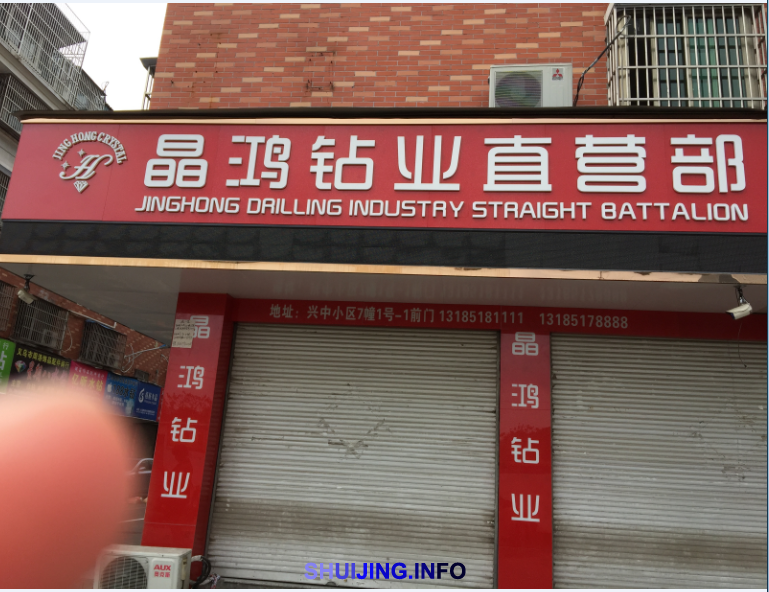 JING HONG CRYSTAL
H
晶鸿钻业直营部
JINGHONG DRILLING INDUSTRY STRAIGHT BATTALION
地址：兴中小区7幢1号-1前门 13185181111 13185178888
晶鸿钻业
晶鸿钻业
AUX
SHUIJING.INFO